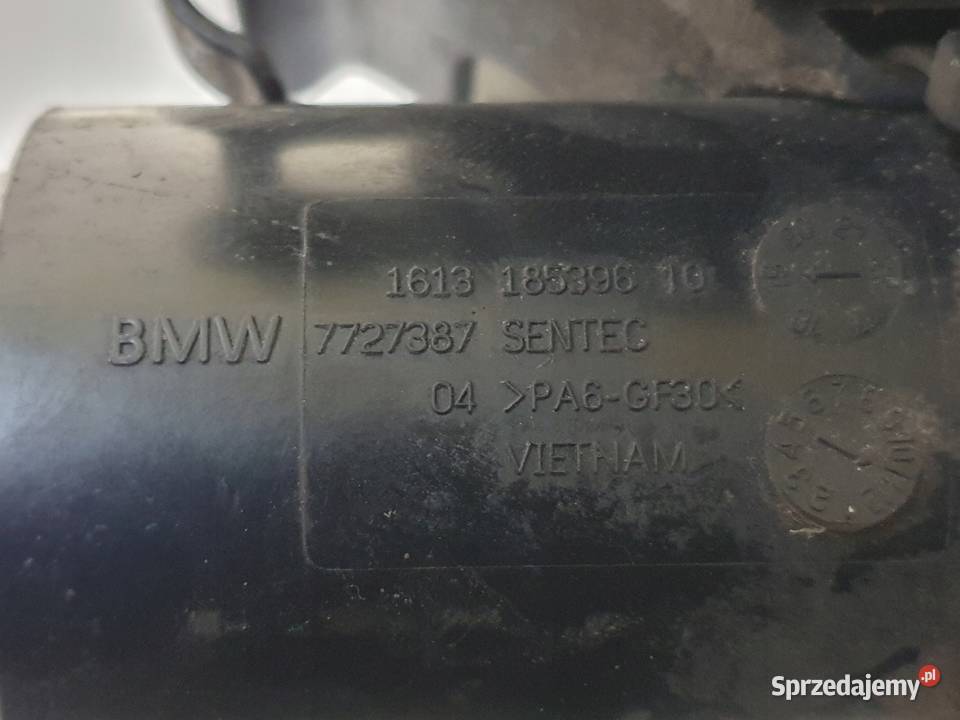 1613 185396 10
BMW 7727387 SENTEC
04 >PA6-GF30<
VIETNAM
Sprzedajemy.pl